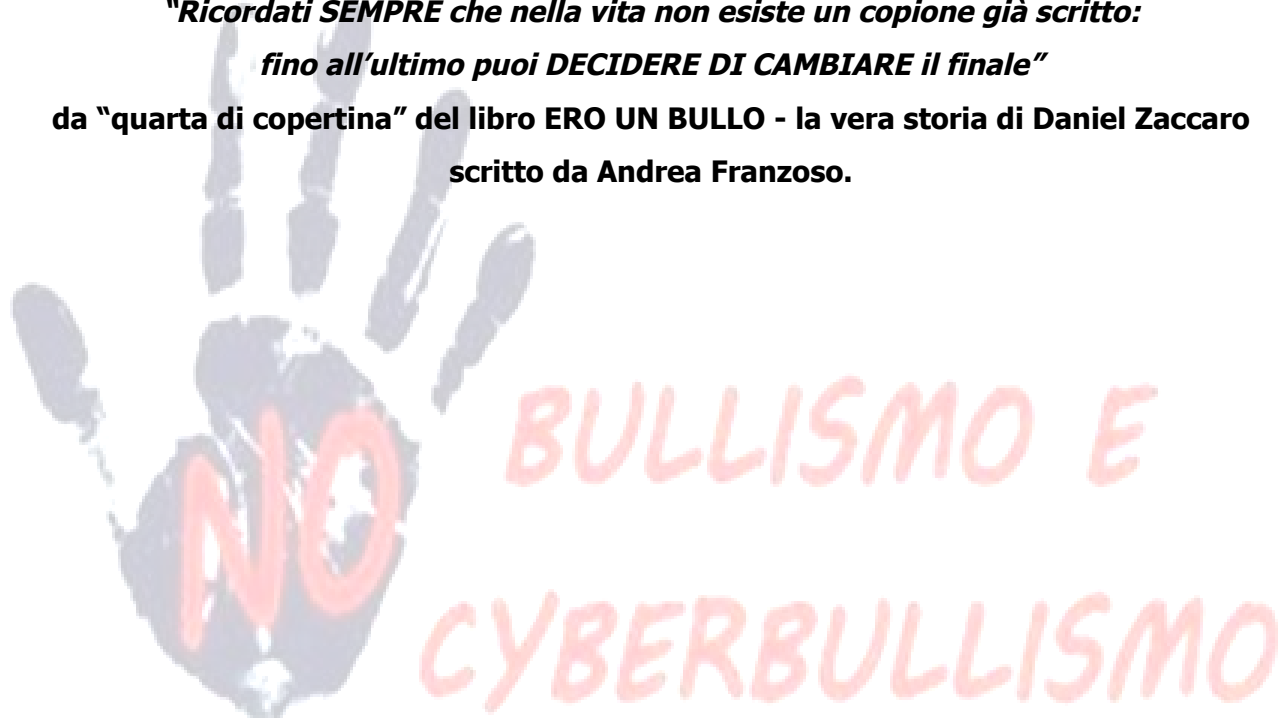 “Ricordati SEMPRE che nella vita non esiste un copione già scritto:
fino all’ultimo puoi DECIDERE DI CAMBIARE il finale”
da “quarta di copertina” del libro ERO UN BULLO - la vera storia di Daniel Zaccaro
scritto da Andrea Franzoso.
NO BULLISMO E
CYBERBULLISMO